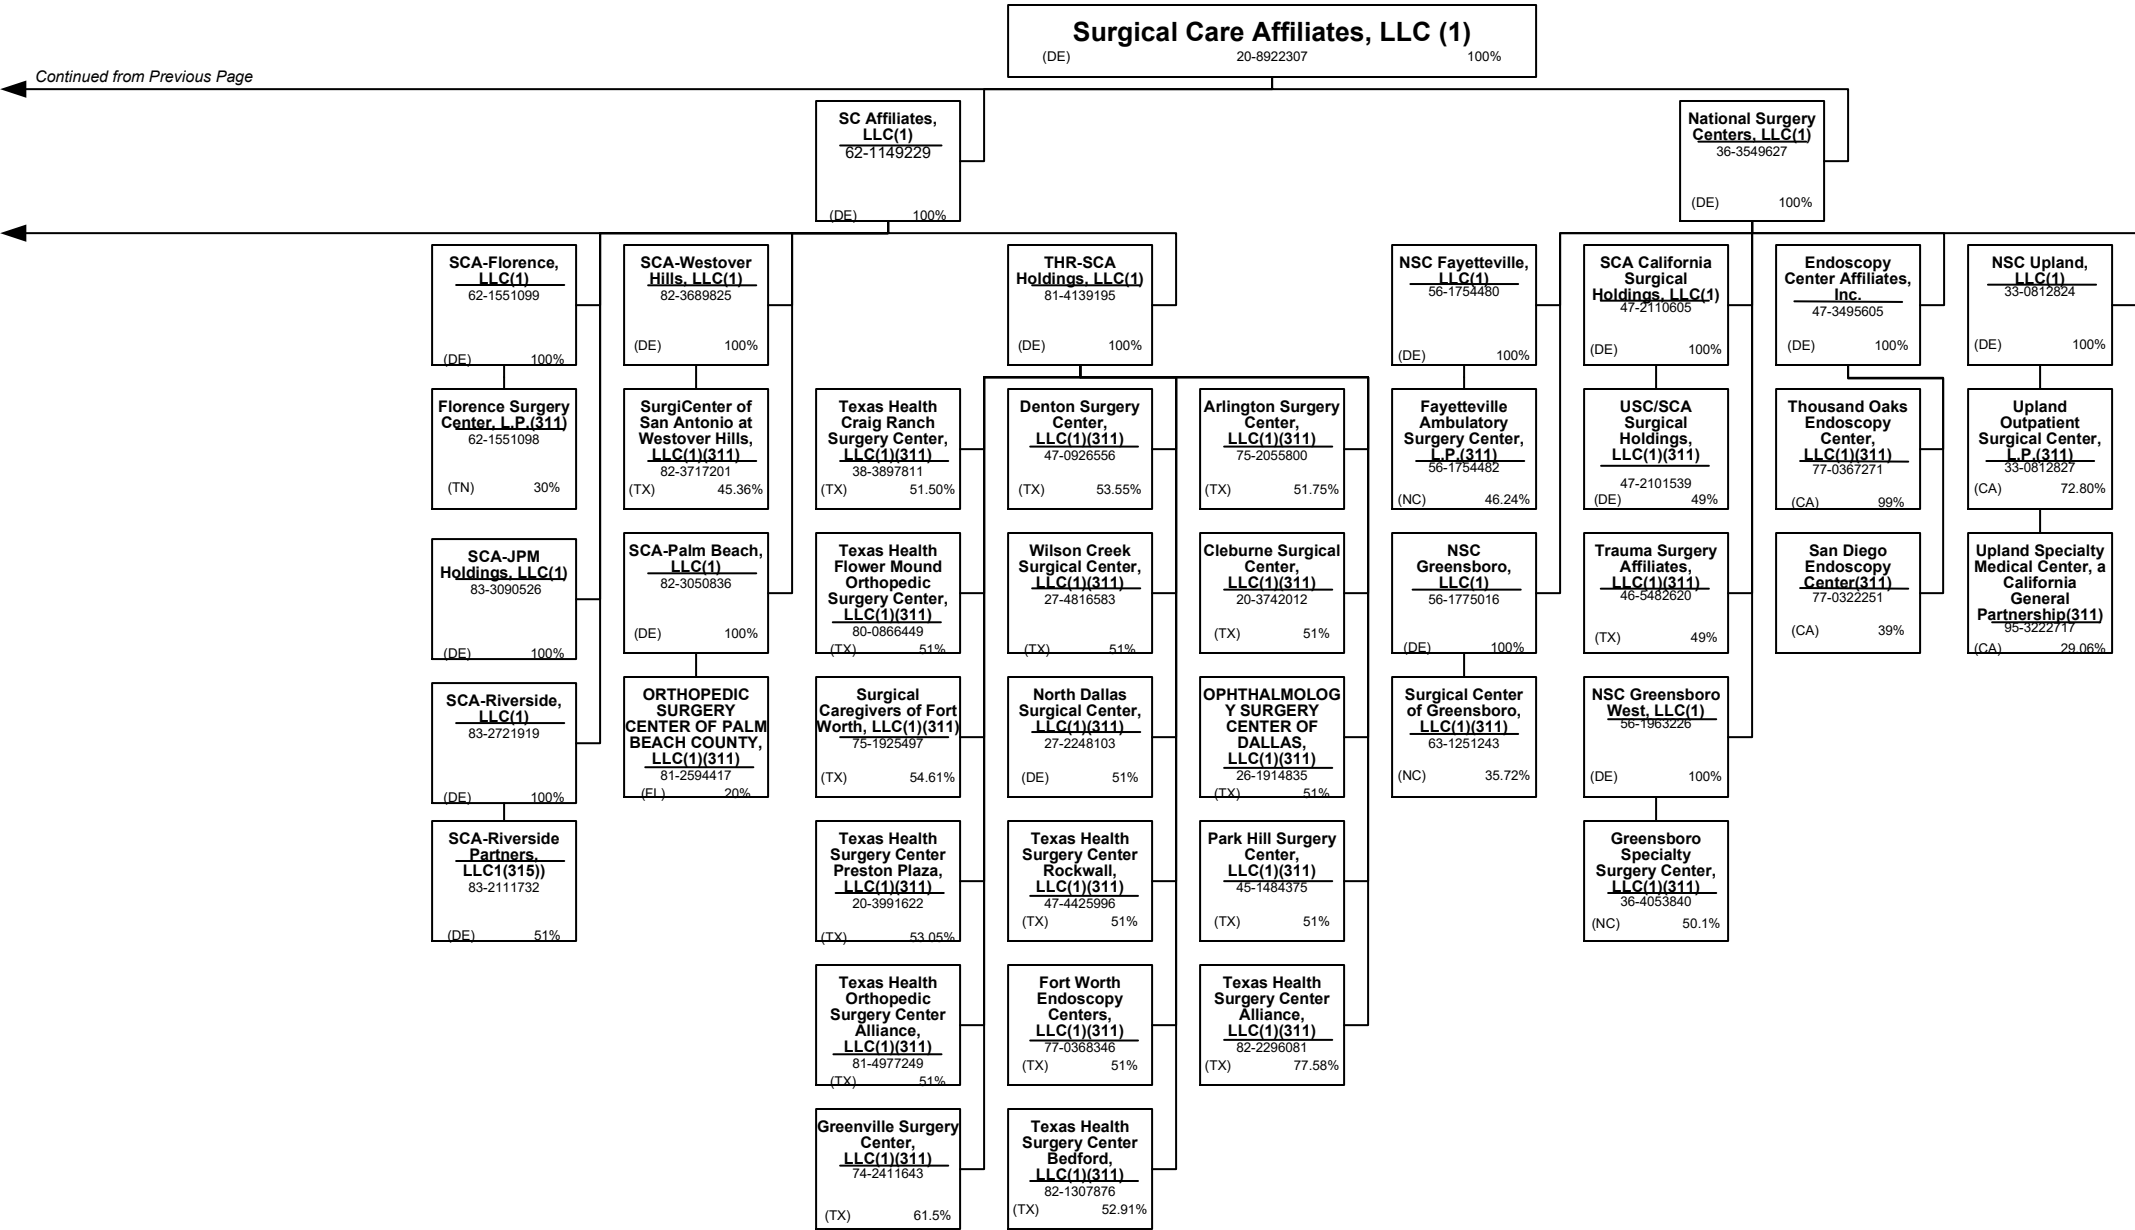 Surgical Care Affiliates, LLC (1)
(DE) 20-8922307 100%
Continued from Previous Page
SC Affiliates,
LLC(1)
62-1149229
(DE) 100%
National Surgery
Centers, LLC(1)
36-3549627
(DE) 100%
SCA-Florence,
LLC(1)
62-1551099
(DE) 100%
SCA-Westover
Hills, LLC(1)
82-3689825
(DE) 100%
THR-SCA
Holdings, LLC(1)
81-4139195
(DE) 100%
NSC Fayetteville,
LLC(1)
56-1754480
(DE) 100%
SCA California
Surgical
Holdings, LLC(1)
47-2110605
(DE) 100%
Endoscopy
Center Affiliates,
Inc.
47-3495605
(DE) 100%
NSC Upland,
LLC(1)
33-0812824
(DE) 100%
Florence Surgery
Center, L.P.(311)
62-1551098
(TN) 30%
SurgiCenter of
San Antonio at
Westover Hills,
LLC(1)(311)
82-3717201
(TX) 45.36%
Texas Health
Craig Ranch
Surgery Center,
LLC(1)(311)
38-3897811
(TX) 51.50%
Denton Surgery
Center,
LLC(1)(311)
47-0926556
(TX) 53.55%
Arlington Surgery
Center,
LLC(1)(311)
75-2055800
(TX) 51.75%
Fayetteville
Ambulatory
Surgery Center,
L.P.(311)
56-1754482
(NC) 46.24%
USC/SCA
Surgical
Holdings,
LLC(1)(311)
47-2101539
(DE) 49%
Thousand Oaks
Endoscopy
Center,
LLC(1)(311)
77-0367271
(CA) 99%
Upland
Outpatient
Surgical Center,
L.P.(311)
33-0812827
(CA) 72.80%
SCA-JPM
Holdings, LLC(1)
83-3090526
(DE) 100%
SCA-Palm Beach,
LLC(1)
82-3050836
(DE) 100%
Texas Health
Flower Mound
Orthopedic
Surgery Center,
LLC(1)(311)
80-0866449
(TX) 51%
Wilson Creek
Surgical Center,
LLC(1)(311)
27-4816583
(TX) 51%
Cleburne Surgical
Center,
LLC(1)(311)
20-3742012
(TX) 51%
NSC
Greensboro,
LLC(1)
56-1775016
(DE) 100%
Trauma Surgery
Affiliates,
LLC(1)(311)
46-5482620
(TX) 49%
San Diego
Endoscopy
Center(311)
77-0322251
(CA) 39%
Upland Specialty
Medical Center, a
California
General
Partnership(311)
95-3222717
(CA) 29.06%
SCA-Riverside,
LLC(1)
83-2721919
(DE) 100%
ORTHOPEDIC
SURGERY
CENTER OF PALM
BEACH COUNTY,
LLC(1)(311)
81-2594417
(FL) 20%
Surgical
Caregivers of Fort
Worth, LLC(1)(311)
75-1925497
(TX) 54.61%
North Dallas
Surgical Center,
LLC(1)(311)
27-2248103
(DE) 51%
OPHTHALMOLOG
Y SURGERY
CENTER OF
DALLAS,
LLC(1)(311)
26-1914835
(TX) 51%
Surgical Center
of Greensboro,
LLC(1)(311)
63-1251243
(NC) 35.72%
NSC Greensboro
West, LLC(1)
56-1963226
(DE) 100%
SCA-Riverside
Partners,
LLC1(315))
83-2111732
(DE) 51%
Texas Health
Surgery Center
Preston Plaza,
LLC(1)(311)
20-3991622
(TX) 53.05%
Texas Health
Surgery Center
Rockwall,
LLC(1)(311)
47-4425996
(TX) 51%
Park Hill Surgery
Center,
LLC(1)(311)
45-1484375
(TX) 51%
Greensboro
Specialty
Surgery Center,
LLC(1)(311)
36-4053840
(NC) 50.1%
Texas Health
Orthopedic
Surgery Center
Alliance,
LLC(1)(311)
81-4977249
(TX) 51%
Fort Worth
Endoscopy
Centers,
LLC(1)(311)
77-0368346
(TX) 51%
Texas Health
Surgery Center
Alliance,
LLC(1)(311)
82-2296081
(TX) 77.58%
Greenville Surgery
Center,
LLC(1)(311)
74-2411643
(TX) 61.5%
Texas Health
Surgery Center
Bedford,
LLC(1)(311)
82-1307876
(TX) 52.91%